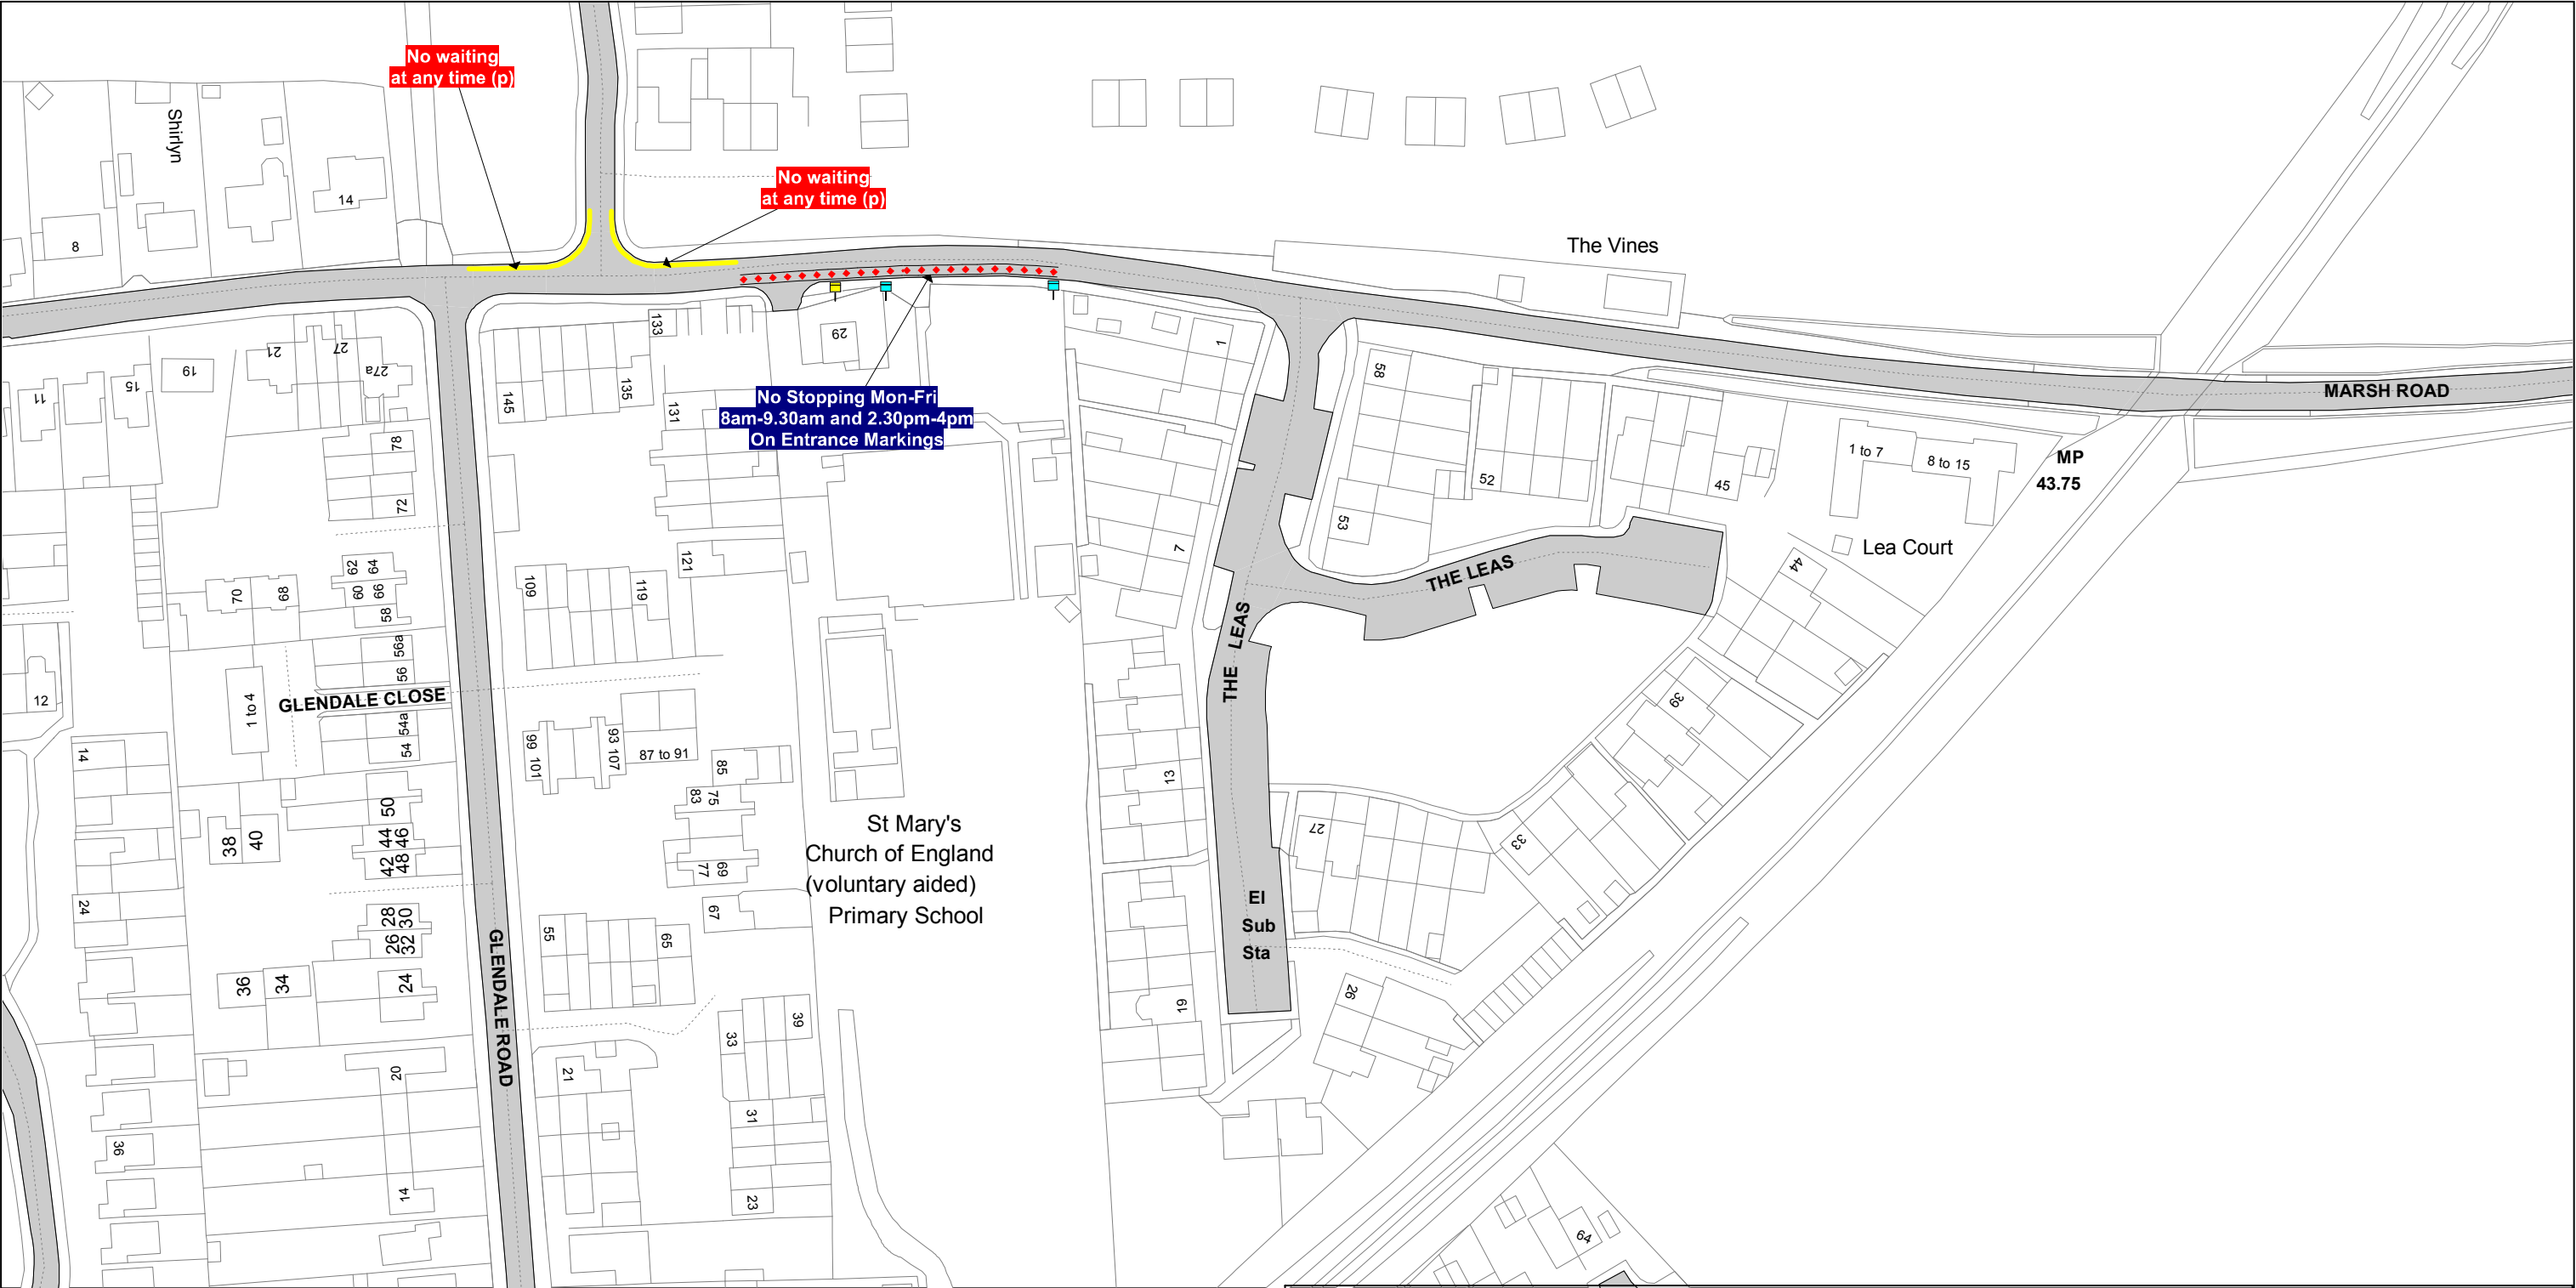 No waiting
at any time (p)
Shirlyn
14
8
No waiting
at any time (p)
The Vines
133
29
1
21
27
27a
19
15
11
145
135
131
58
No Stopping Mon-Fri
8am-9.30am and 2.30pm-4pm
On Entrance Markings
MARSH ROAD
78
72
52
45
1 to 7
8 to 15
MP
43.75
53
7
121
Lea Court
44
62
64
60
66
58
70
68
109
119
THE LEAS
THE LEAS
56a
56
GLENDALE CLOSE
54a
54
1 to 4
12
14
99 101
93 107
87 to 91
85
83
75
39
13
50
44
46
42
48
38
40
77
69
27
33
St Mary's
Church of England
(voluntary aided)
Primary School
24
28
30
26
32
67
55
65
El
Sub
Sta
36
34
24
GLENDALE ROAD
33
39
19
26
20
21
31
36
14
23
64